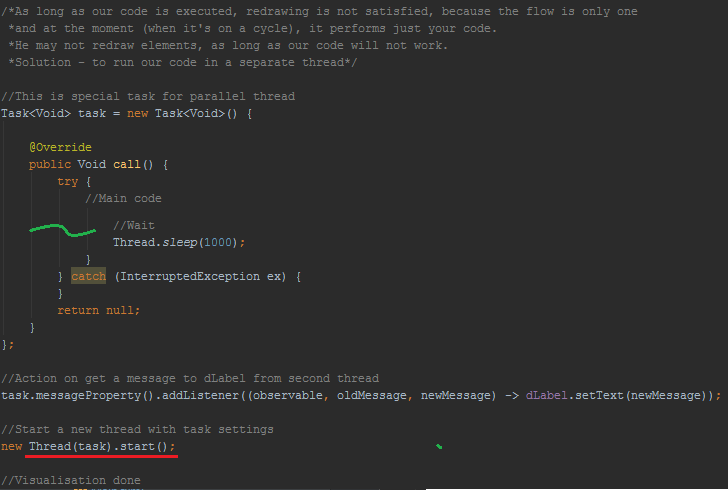 /*As long as our code is executed, redrawing is not satisfied, because the flow is only one
*and at the moment (when it's on a cycle), it performs just your code.
*He may not redraw elements, as long as our code will not work.
*Solution - to run our code in a separate thread*/
//This is special task for parallel thread
Task<Void> task = new Task<Void>() {
@Override
public Void call() {
try {
//Main code
//Wait
Thread.sleep(1000);
}
} catch (InterruptedException ex) {
}
return null;
}
};
//Action on get a message to dLabel from second thread
task.messageProperty().addListener((observable, oldMessage, newMessage) -> dLabel.setText(newMessage));
//Start a new thread with task settings
new Thread(task).start();
//Visualisation done